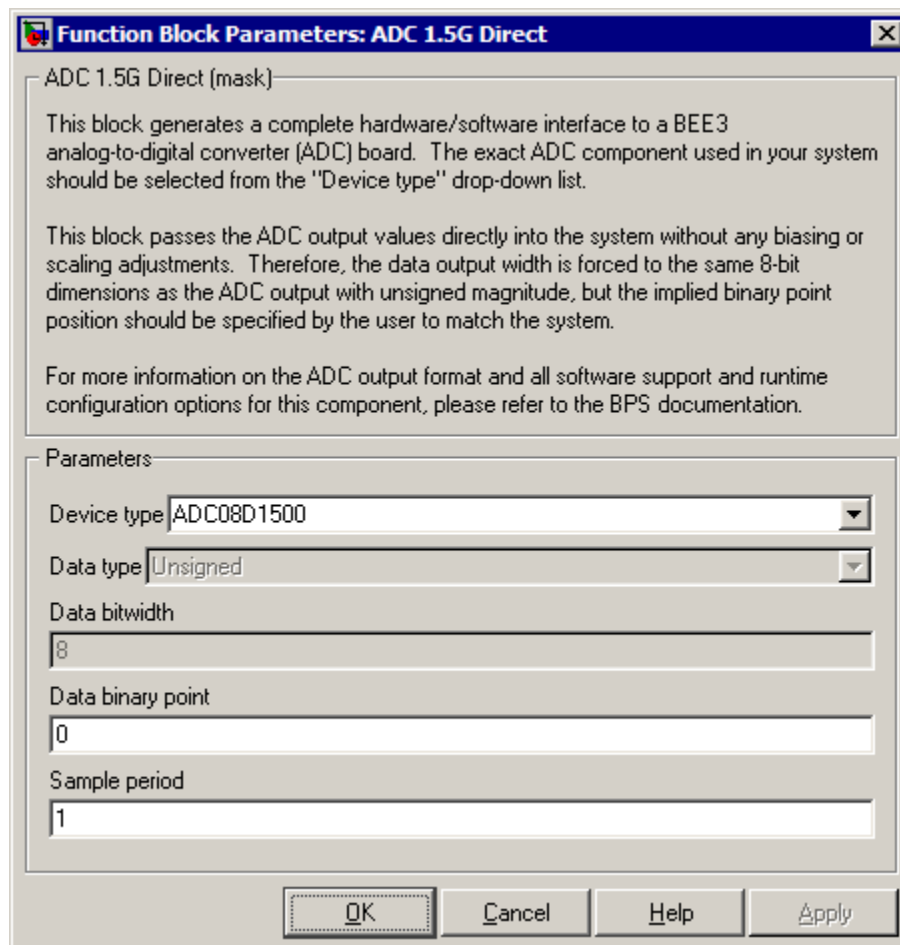 Function Block Parameters: ADC 1.5G Direct
ADC 1.5G Direct (mask)
This block generates a complete hardware/software interface to a BEE3
analog-to-digital converter (ADC) board.  The exact ADC component used in your system
should be selected from the "Device type" drop-down list.
This block passes the ADC output values directly into the system without any biasing or
scaling adjustments.  Therefore, the data output width is forced to the same 8-bit
dimensions as the ADC output with unsigned magnitude, but the implied binary point
position should be specified by the user to match the system.
For more information on the ADC output format and all software support and runtime
configuration options for this component, please refer to the BPS documentation.
Parameters
Device type ADC08D1500
Data type Unsigned
Data bitwidth
8
Data binary point
0
Sample period
1
OK Cancel Help Apply